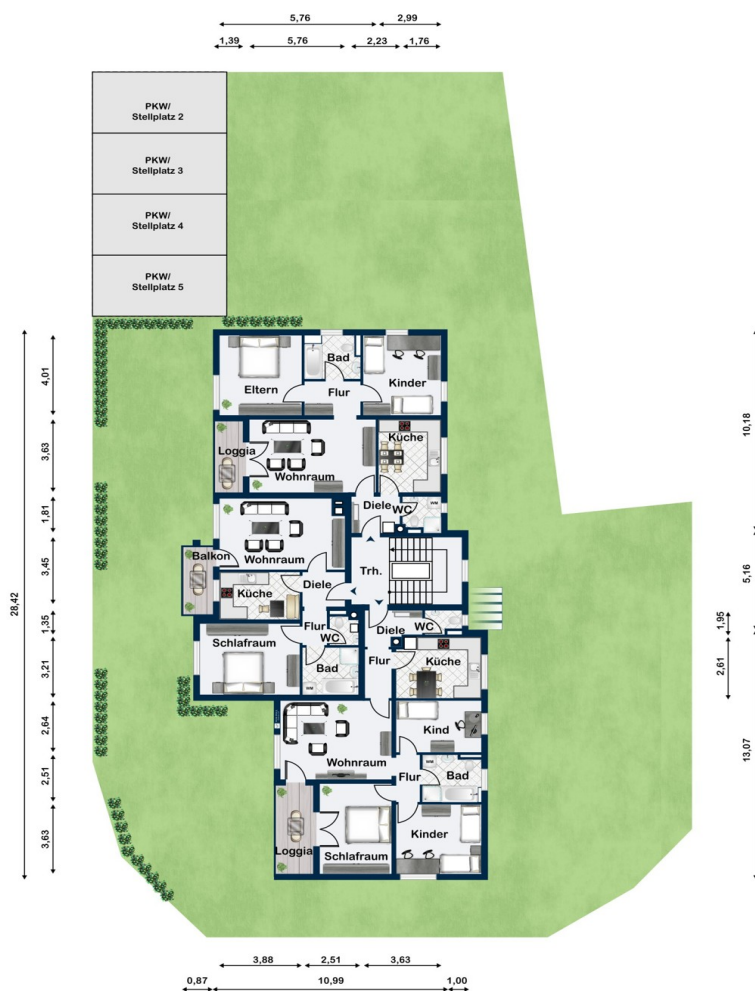 5,76
2,99
1,39
5,76
2,23
1,76
PKW/
Stellplatz 2
PKW/
Stellplatz 3
PKW/
Stellplatz 4
PKW/
Stellplatz 5
28,42
4,01
3,63
1,81
3,45
1,35
3,21
2,64
2,51
3,63
Bad
Eltern
Flur
Kinder
Loggia
Wohnraum
Küche
Diele
WC
WM
Wohnraum
Balkon
Küche
Diele
Trh.
Flur
WC
Schlafraum
Bad
WM
Diele
WC
Flur
Küche
Wohnraum
Kind
WM
Flur
Bad
Loggia
Schlafraum
Kinder
10,18
5,16
1,95
2,61
13,07
3,88
2,51
3,63
0,87
10,99
1,00